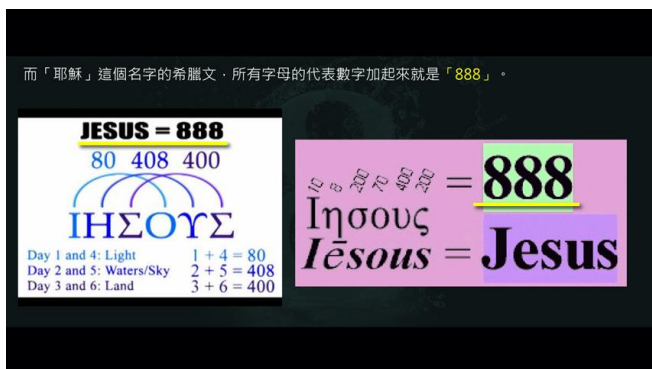 而「耶穌」這個名字的希臘文，所有字母的代表數字加起來就是「888」。
JESUS = 888
80 408 400
ΙΗΣΟΥΣ
Day 1 and 4: Light 1 + 4 = 80
Day 2 and 5: Waters/Sky 2 + 5 = 408
Day 3 and 6: Land 3 + 6 = 400
10 8 200 70 400 200 = 888
Ιησους
Iēsous = Jesus